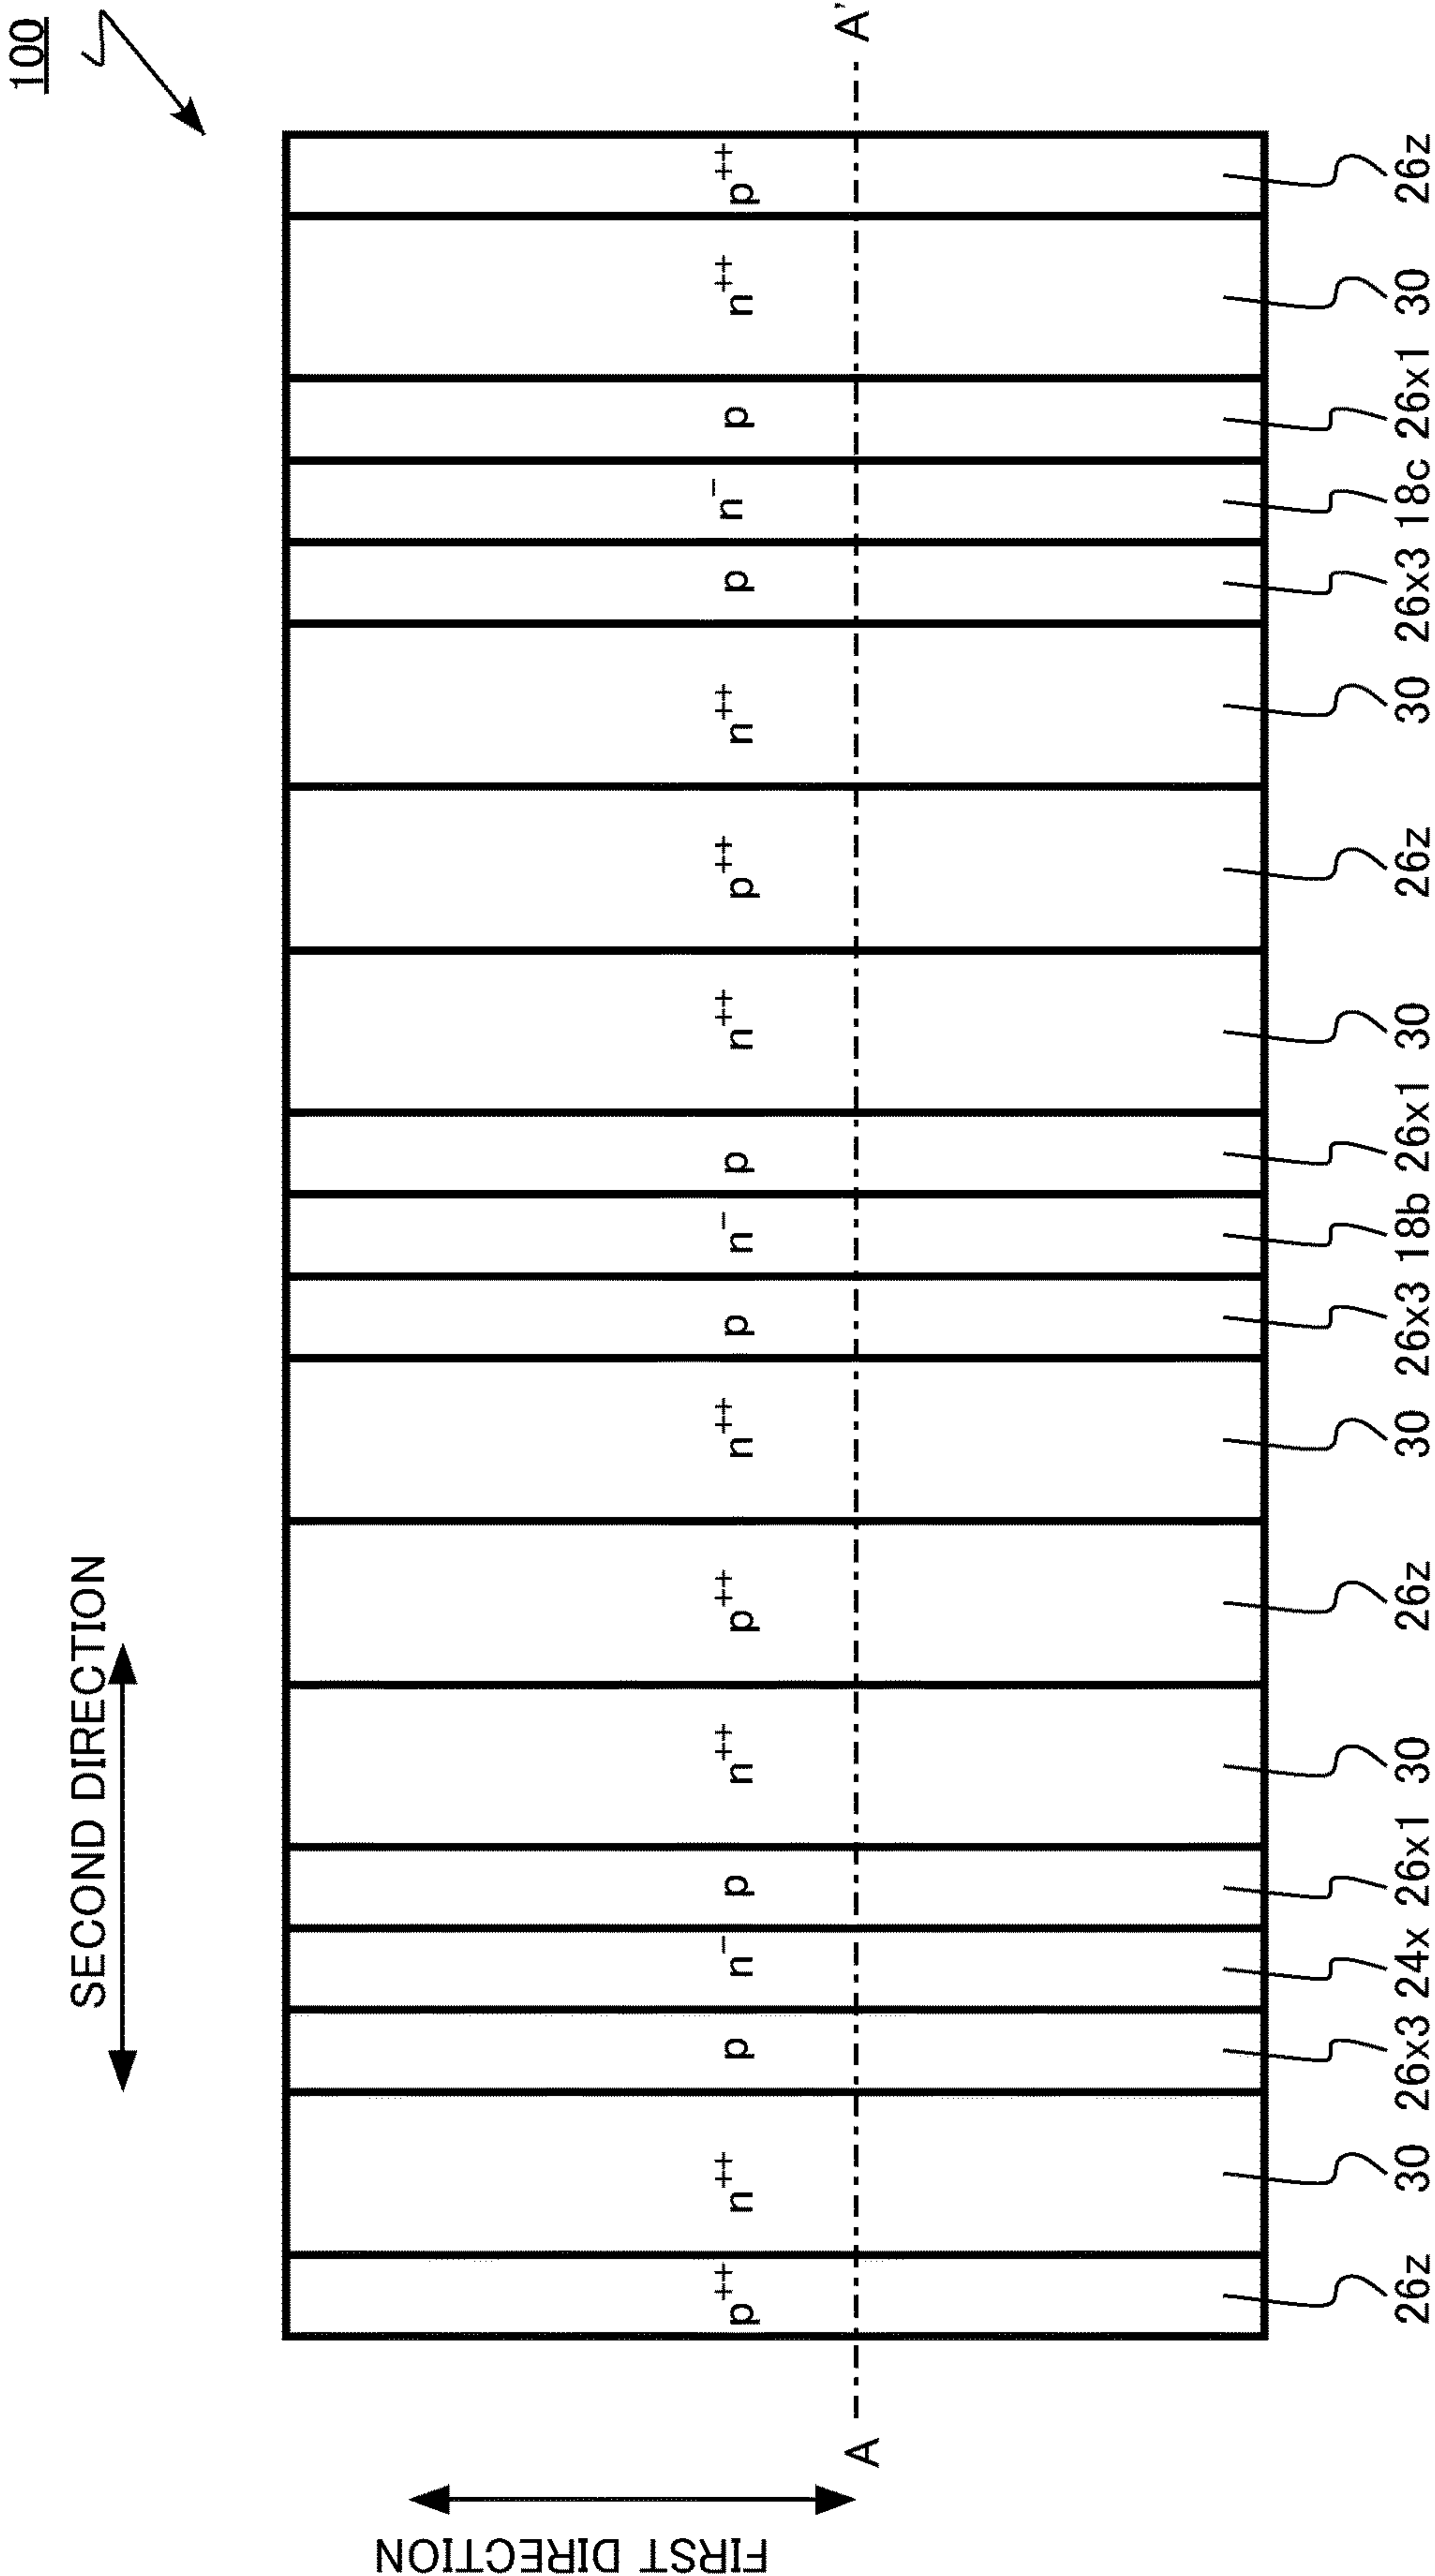 100
SECOND DIRECTION
FIRST DIRECTION
A
A'
p++
n++
p
n−
p
n++
p++
n++
p
n−
p
n++
p++
n++
p
n−
p
n++
p++
26z
30
26x3
24x
26x1
30
26z
30
26x3
18b
26x1
30
26z
30
26x3
18c
26x1
30
26z